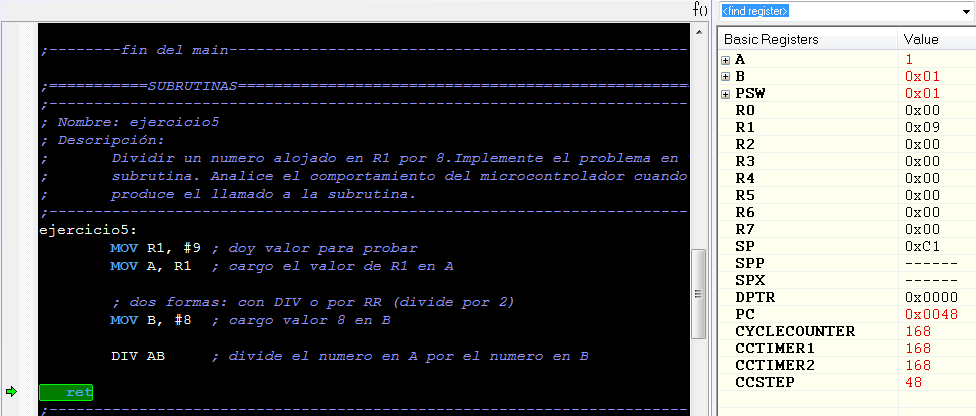 f()
<find register>
;--------fin del main----------------------------------------------------
;===========SUBRUTINAS===================================================
;------------------------------------------------------------------------
; Nombre: ejercicio5
; Descripción:
;       Dividir un numero alojado en R1 por 8.Implemente el problema en
;       subrutina. Analice el comportamiento del microcontrolador cuando
;       produce el llamado a la subrutina.
;------------------------------------------------------------------------
ejercicio5:
        MOV R1, #9 ; doy valor para probar
        MOV A, R1  ; cargo el valor de R1 en A
        ; dos formas: con DIV o por RR (divide por 2)
        MOV B, #8  ; cargo valor 8 en B
        DIV AB     ; divide el numero en A por el numero en B
   ret
;------------------------------------------------------------------------
Basic Registers Value
A 1
B 0x01
PSW 0x01
R0 0x00
R1 0x09
R2 0x00
R3 0x00
R4 0x00
R5 0x00
R6 0x00
R7 0x00
SP 0xC1
SPP ------
SPX ------
DPTR 0x0000
PC 0x0048
CYCLECOUNTER 168
CCTIMER1 168
CCTIMER2 168
CCSTEP 48